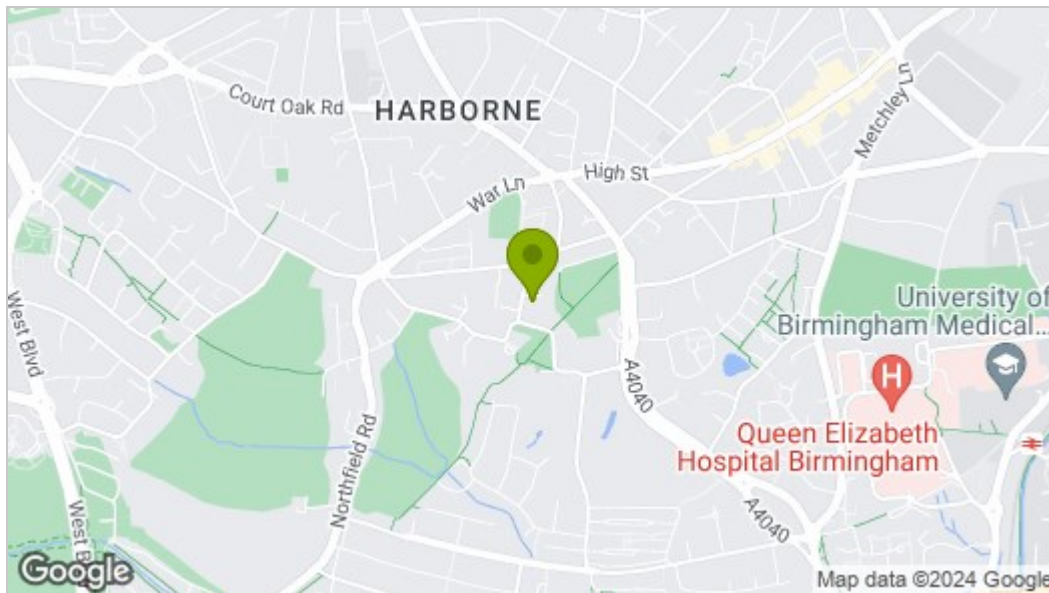 Court Oak Rd
HARBORNE
Metchley Ln
High St
War Ln
West Blvd
University of
Birmingham Medical...
A4040
H
Queen Elizabeth
Hospital Birmingham
Northfield Rd
A4040
Google
Map data ©2024 Google